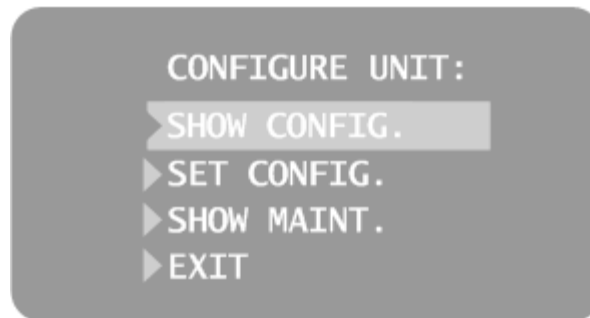 CONFIGURE UNIT:
SHOW CONFIG.
SET CONFIG.
SHOW MAINT.
EXIT